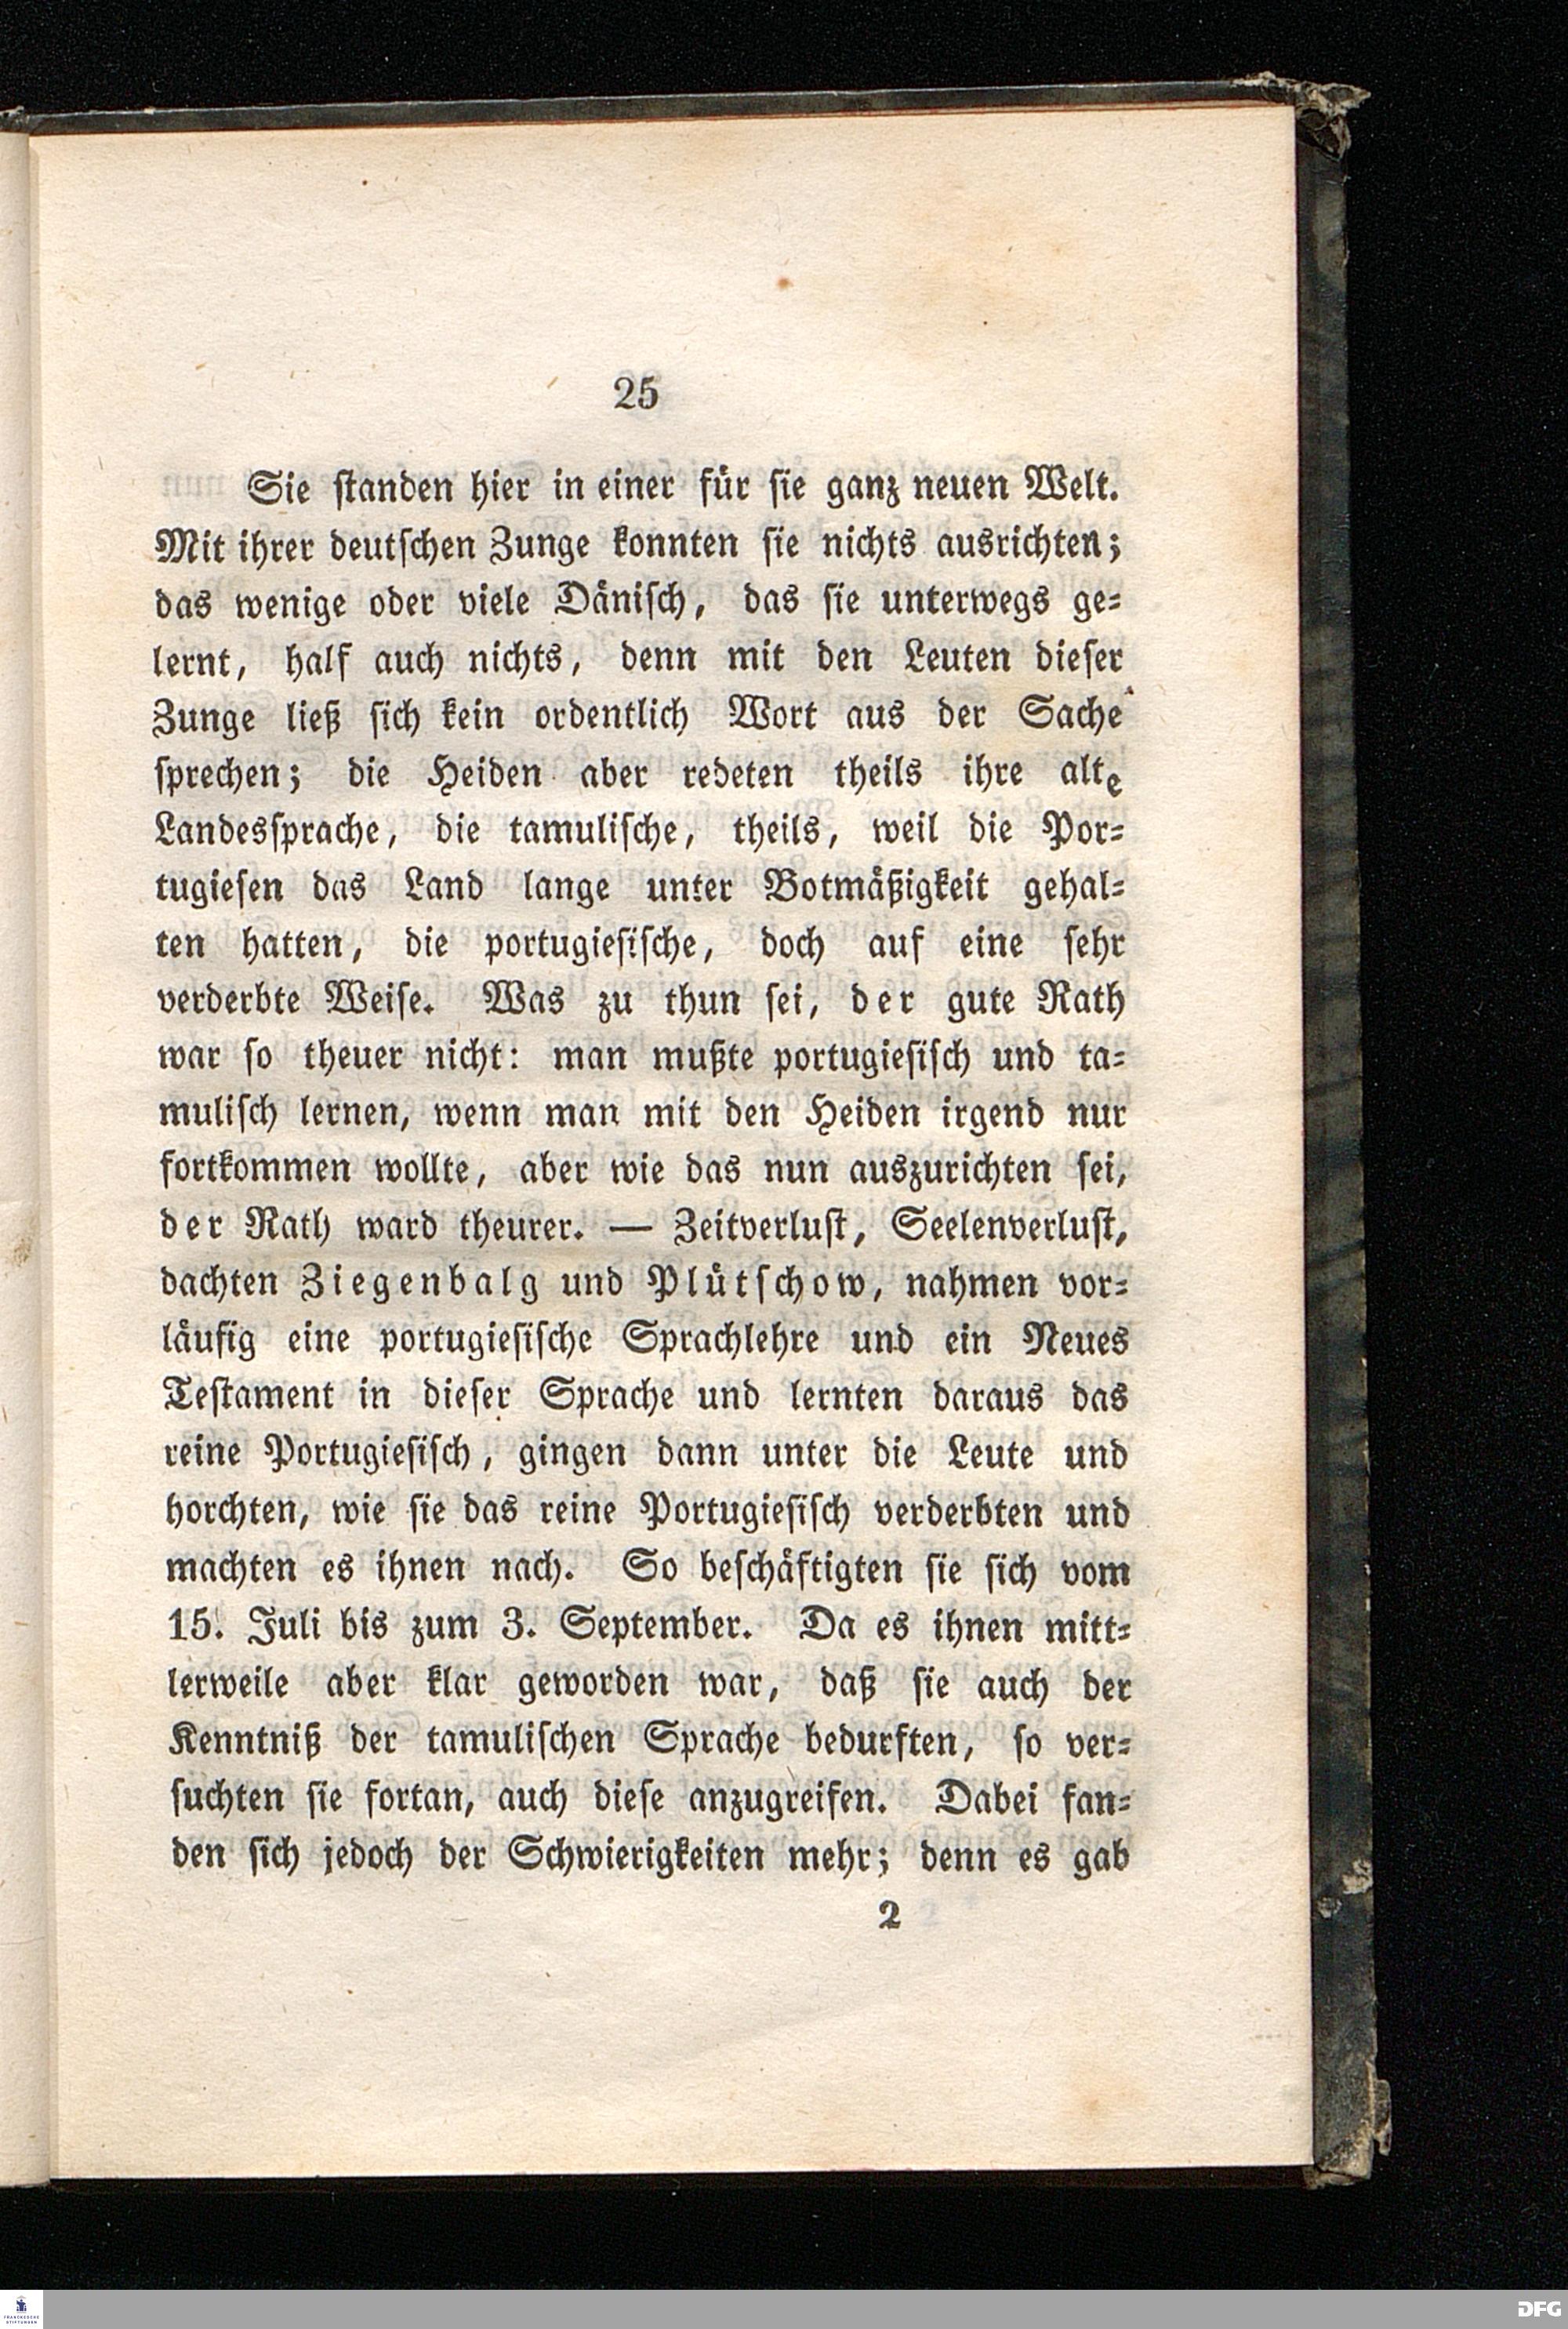 25
Sie standen hier in einer für sie ganz neuen Welt.
Mit ihrer deutschen Zunge konnten sie nichts ausrichten;
das wenige oder viele Dänisch, das sie unterwegs ge-
lernt, half auch nichts, denn mit den Leuten dieser
Zunge ließ sich kein ordentlich Wort aus der Sache
sprechen; die Heiden aber redeten theils ihre alte
Landessprache, die tamulische, theils, weil die Por-
tugiesen das Land lange unter Botmäßigkeit gehal-
ten hatten, die portugiesische, doch auf eine sehr
verderbte Weise. Was zu thun sei, der gute Rath
war so theuer nicht: man mußte portugiesisch und ta-
mulisch lernen, wenn man mit den Heiden irgend nur
fortkommen wollte, aber wie das nun auszurichten sei,
der Rath ward theurer. — Zeitverlust, Seelenverlust,
dachten Ziegenbalg und Plütschow, nahmen vor-
läufig eine portugiesische Sprachlehre und ein Neues
Testament in dieser Sprache und lernten daraus das
reine Portugiesisch, gingen dann unter die Leute und
horchten, wie sie das reine Portugiesisch verderbten und
machten es ihnen nach. So beschäftigten sie sich vom
15. Juli bis zum 3. September. Da es ihnen mitt-
lerweile aber klar geworden war, daß sie auch der
Kenntniß der tamulischen Sprache bedurften, so ver-
suchten sie fortan, auch diese anzugreifen. Dabei fan-
den sich jedoch der Schwierigkeiten mehr; denn es gab
2
FRANCKESCHE
STIFTUNGEN
DFG